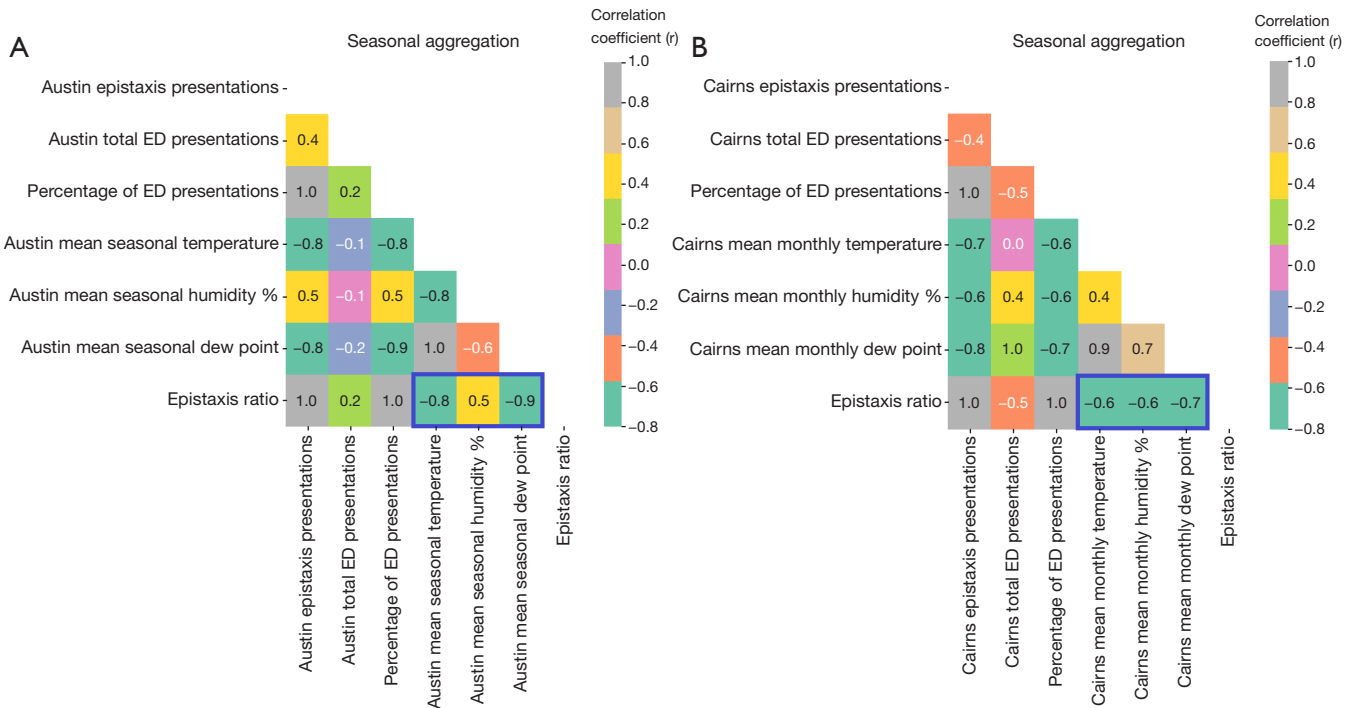 A
Seasonal aggregation
Correlation
coefficient (r)
Austin epistaxis presentations
Austin total ED presentations 0.4
Percentage of ED presentations 1.0 0.2
Austin mean seasonal temperature −0.8 −0.1 −0.8
Austin mean seasonal humidity % 0.5 −0.1 0.5 −0.8
Austin mean seasonal dew point −0.8 −0.2 −0.9 1.0 −0.6
Epistaxis ratio 1.0 0.2 1.0 −0.8 0.5 −0.9
Austin epistaxis presentations
Austin total ED presentations
Percentage of ED presentations
Austin mean seasonal temperature
Austin mean seasonal humidity %
Austin mean seasonal dew point
Epistaxis ratio
1.0
0.8
0.6
0.4
0.2
0.0
−0.2
−0.4
−0.6
−0.8
B
Seasonal aggregation
Correlation
coefficient (r)
Cairns epistaxis presentations
Cairns total ED presentations −0.4
Percentage of ED presentations 1.0 −0.5
Cairns mean monthly temperature −0.7 0.0 −0.6
Cairns mean monthly humidity % −0.6 0.4 −0.6 0.4
Cairns mean monthly dew point −0.8 1.0 −0.7 0.9 0.7
Epistaxis ratio 1.0 −0.5 1.0 −0.6 −0.6 −0.7
Cairns epistaxis presentations
Cairns total ED presentations
Percentage of ED presentations
Cairns mean monthly temperature
Cairns mean monthly humidity %
Cairns mean monthly dew point
Epistaxis ratio
1.0
0.8
0.6
0.4
0.2
0.0
−0.2
−0.4
−0.6
−0.8